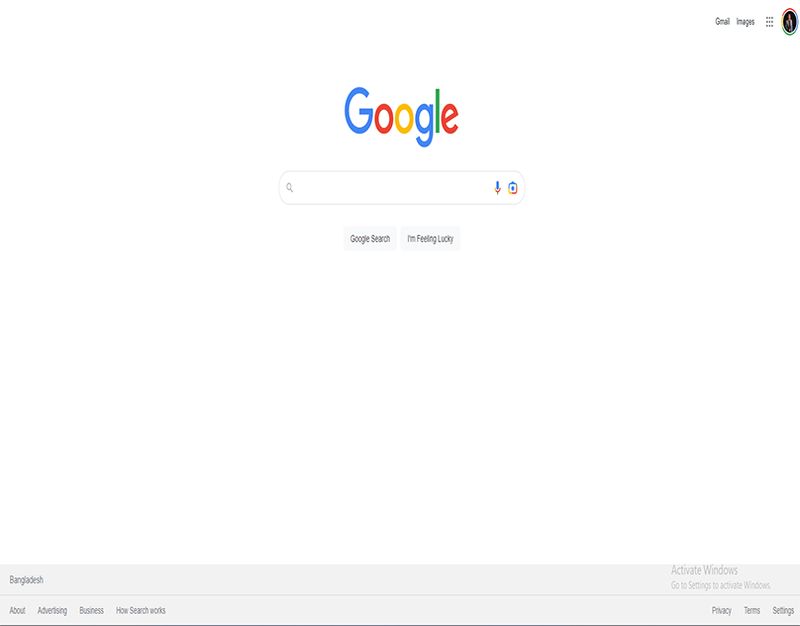 Gmail Images
Google
Google Search I'm Feeling Lucky
Bangladesh
Activate Windows
Go to Settings to activate Windows.
About Advertising Business How Search works Privacy Terms Settings